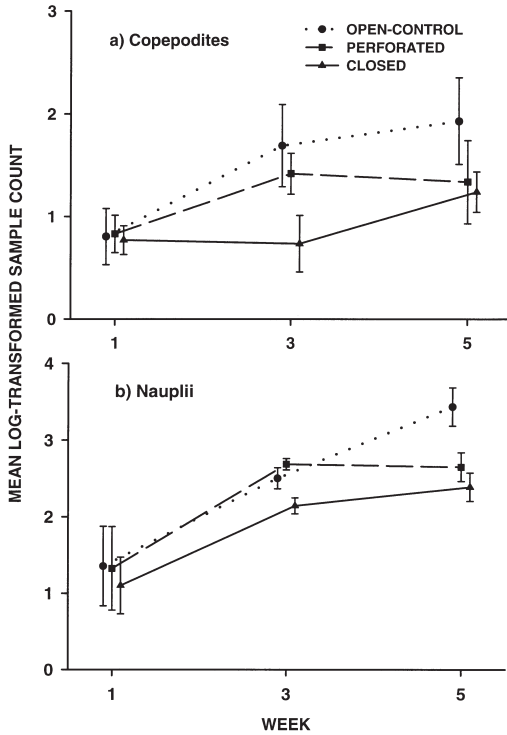 MEAN LOG-TRANSFORMED SAMPLE COUNT
3
a) Copepodites
OPEN-CONTROL
PERFORATED
CLOSED
2
1
0
1 3 5
4
b) Nauplii
3
2
1
0
1 3 5
WEEK